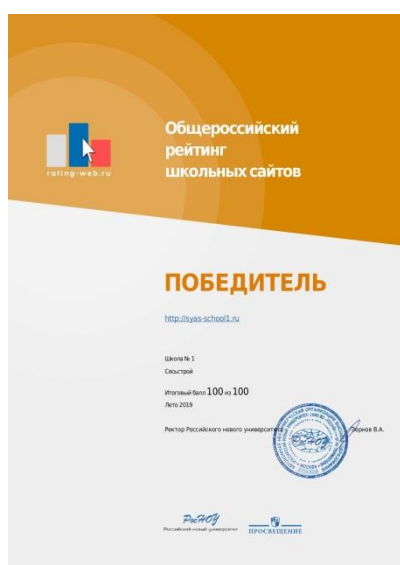 Общероссийский
рейтинг
школьных сайтов
rating-web.ru
ПОБЕДИТЕЛЬ
http://syas-school1.ru
Школа № 1
Сясьстрой
Итоговый балл 100 из 100
Лето 2019
Ректор Российского нового университета Зернов В.А.
РосНОУ
РосНОУ
Российский новый университет
ПРОСВЕЩЕНИЕ